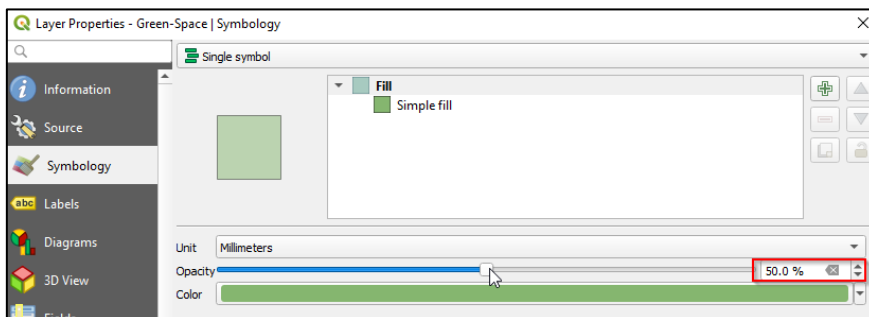 Layer Properties - Green-Space | Symbology
Single symbol
Information
Source
Symbology
abc Labels
Diagrams
3D View
Fill
Simple fill
Unit Millimeters
Opacity 50.0 %
Color